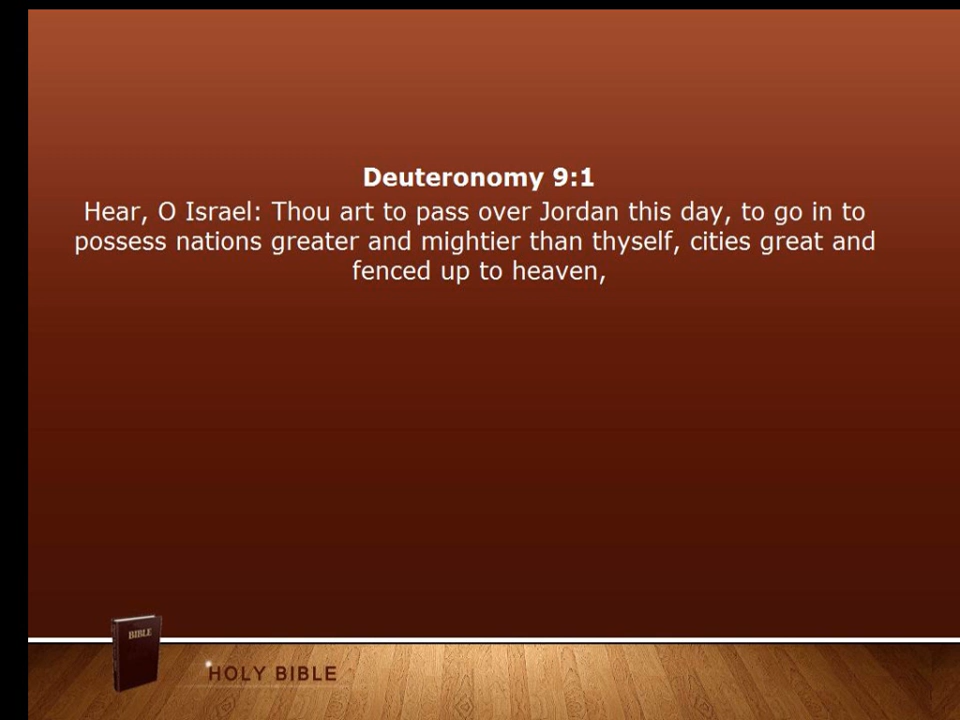 Deuteronomy 9:1
Hear, O Israel: Thou art to pass over Jordan this day, to go in to
possess nations greater and mightier than thyself, cities great and
fenced up to heaven,
BIBLE
HOLY BIBLE